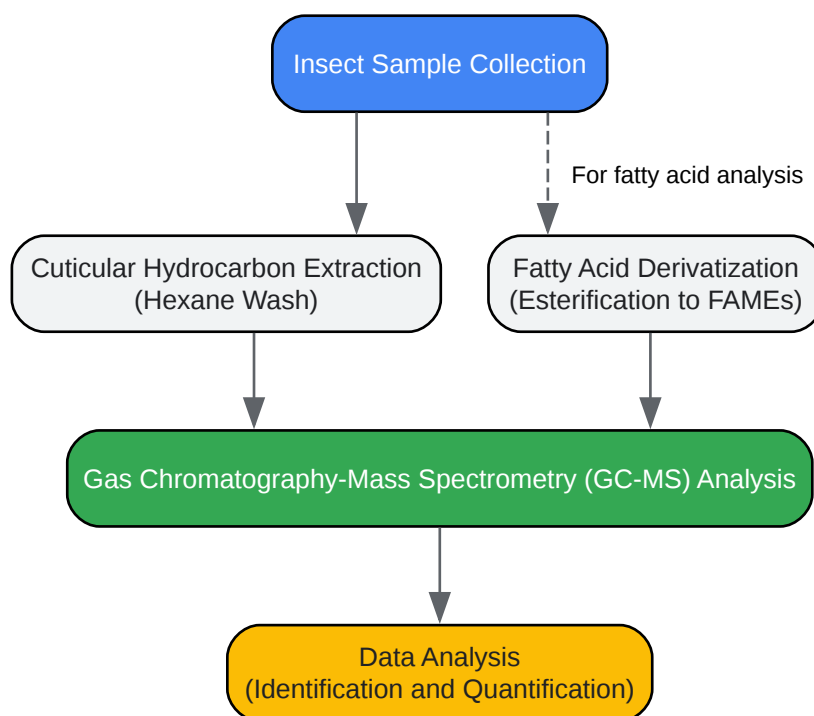 Insect Sample Collection
For fatty acid analysis
Cuticular Hydrocarbon Extraction
(Hexane Wash)
Fatty Acid Derivatization
(Esterification to FAMEs)
Gas Chromatography-Mass Spectrometry (GC-MS) Analysis
Data Analysis
(Identification and Quantification)